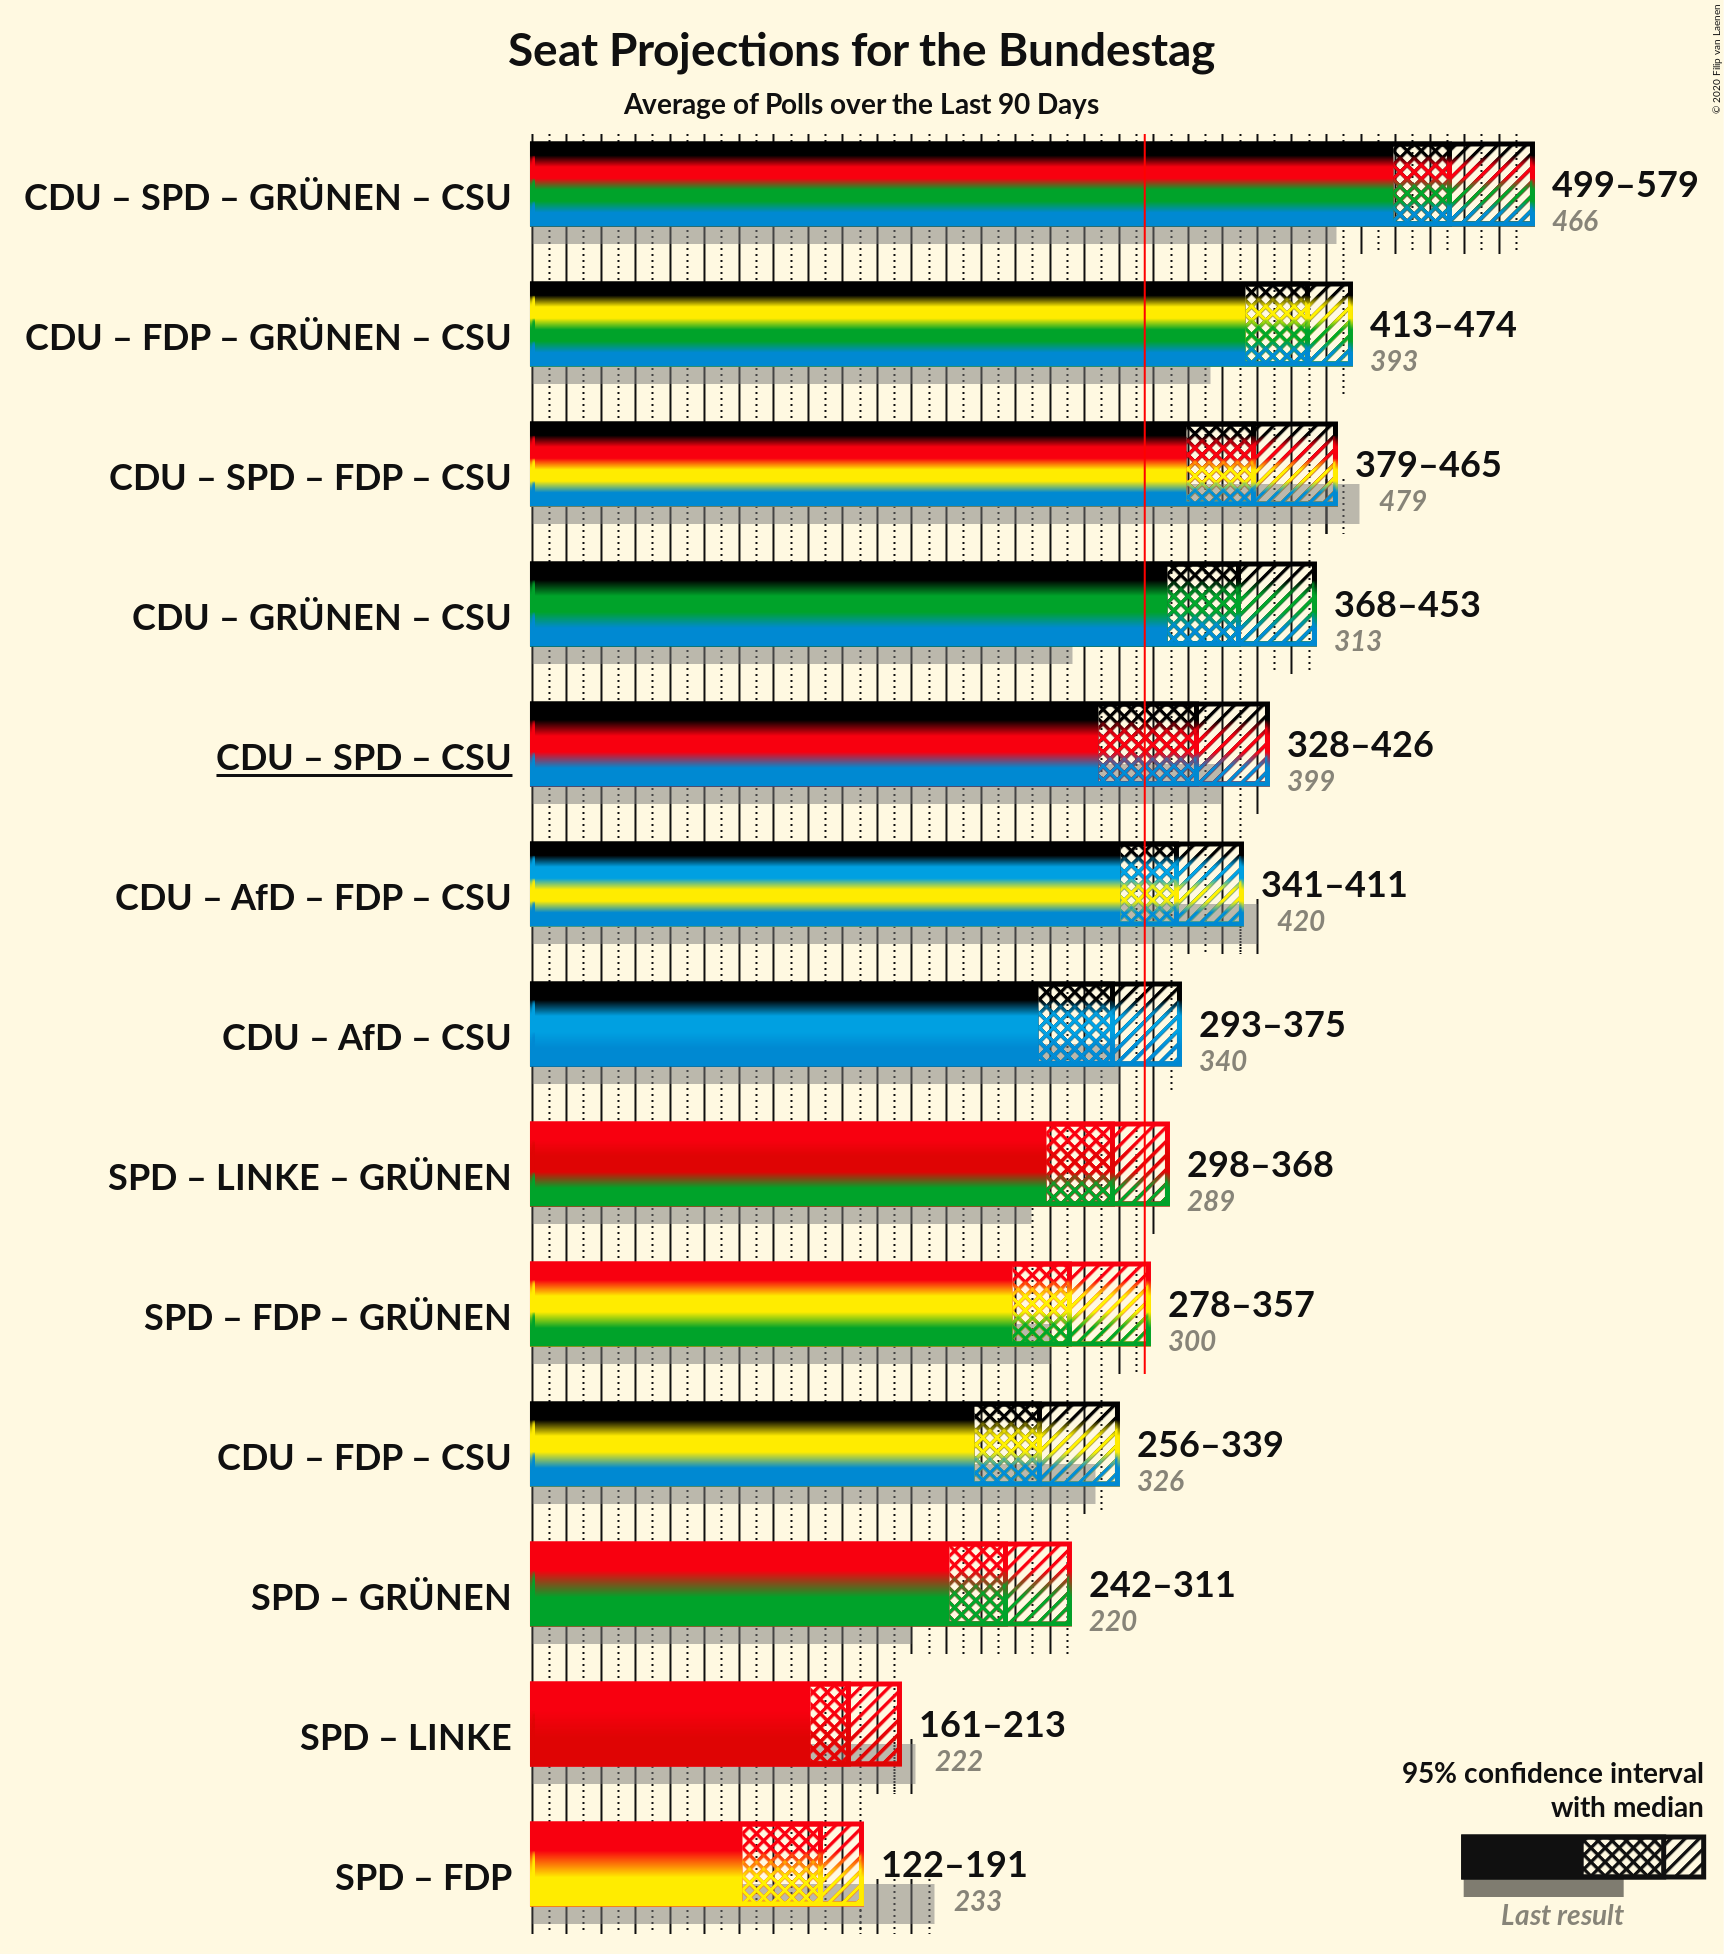 Seat Projections for the Bundestag
Average of Polls over the Last 90 Days
© 2020 Filip van Laenen
CDU – SPD – GRÜNEN – CSU
499–579
466
CDU – FDP – GRÜNEN – CSU
413–474
393
CDU – SPD – FDP – CSU
379–465
479
CDU – GRÜNEN – CSU
368–453
313
CDU – SPD – CSU
328–426
399
CDU – AfD – FDP – CSU
341–411
420
CDU – AfD – CSU
293–375
340
SPD – LINKE – GRÜNEN
298–368
289
SPD – FDP – GRÜNEN
278–357
300
CDU – FDP – CSU
256–339
326
SPD – GRÜNEN
242–311
220
SPD – LINKE
161–213
222
SPD – FDP
122–191
233
95% confidence interval
with median
Last result